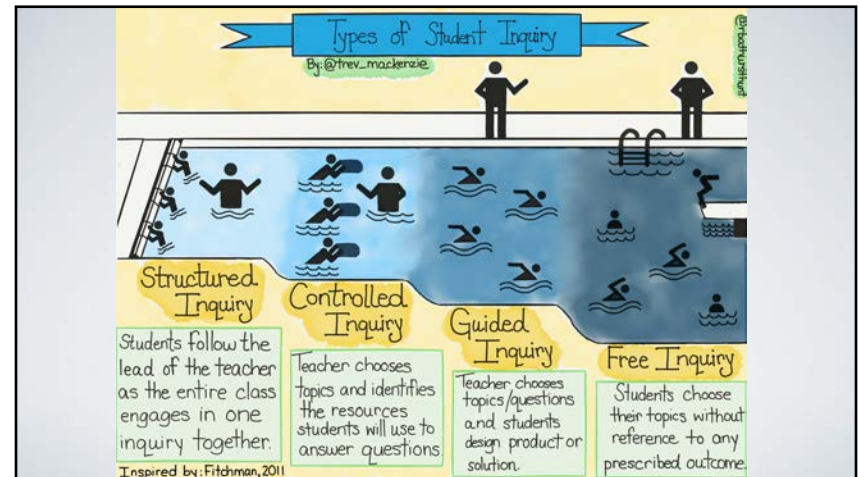 Types of Student Inquiry
By: @trev_mackenzie
Structured
Inquiry
Students follow the
lead of the teacher
as the entire class
engages in one
inquiry together.
Controlled
Inquiry
Teacher chooses
topics and identifies
the resources
students will use to
answer questions.
Guided
Inquiry
Teacher chooses
topics/questions
and students
design product or
solution.
Free Inquiry
Students choose
their topics without
reference to any
prescribed outcome.
Inspired by: Fitchman, 2011